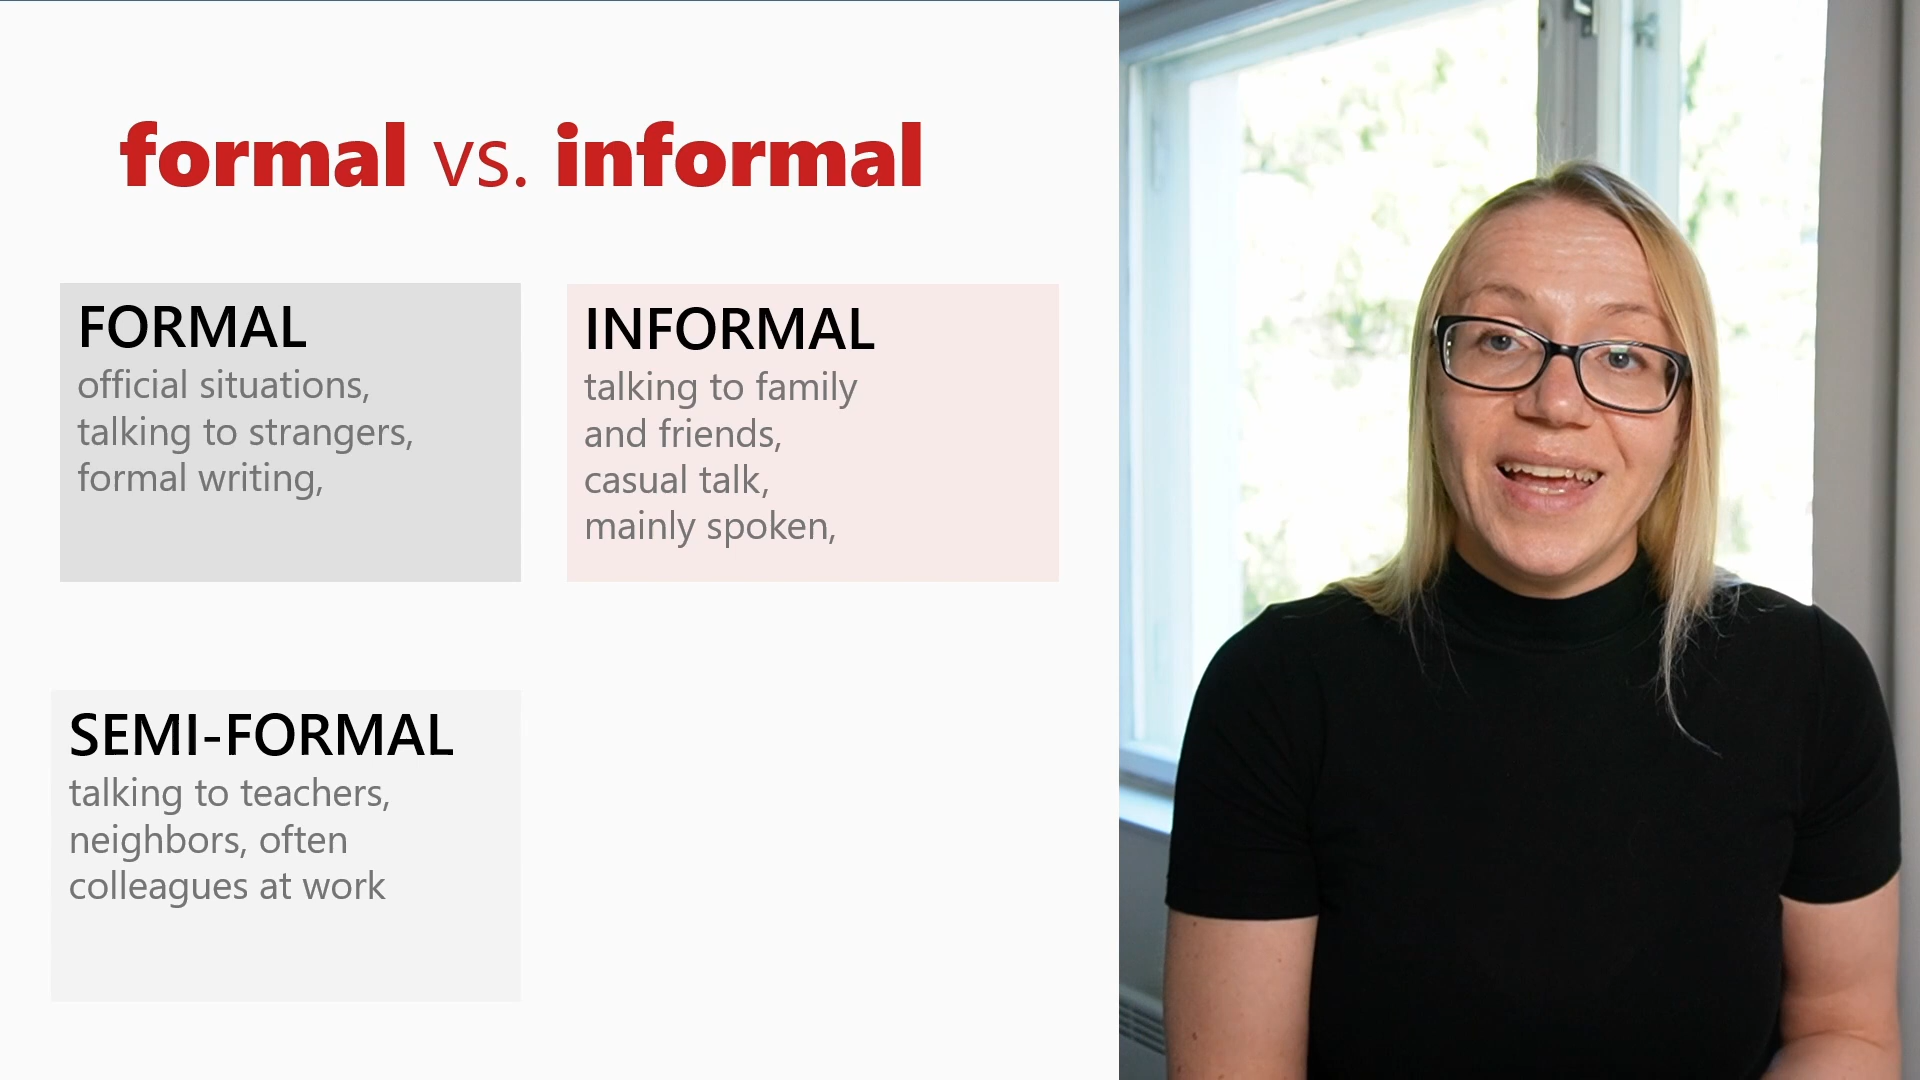 formal vs. informal
FORMAL
official situations,
talking to strangers,
formal writing,
INFORMAL
talking to family
and friends,
casual talk,
mainly spoken,
SEMI-FORMAL
talking to teachers,
neighbors, often
colleagues at work